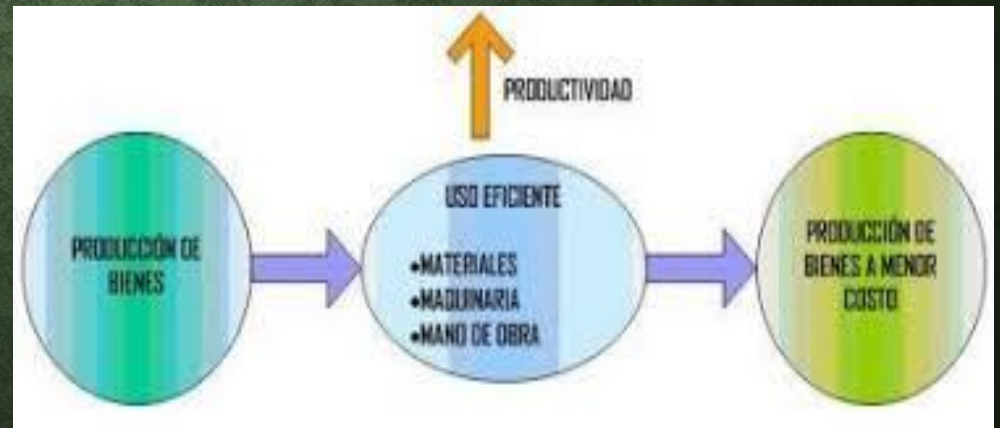 PRODUCTIVIDAD
PRODUCCIÓN DE
BIENES
USO EFICIENTE
•MATERIALES
•MAQUINARIA
•MANO DE OBRA
PRODUCCIÓN DE
BIENES A MENOR
COSTO